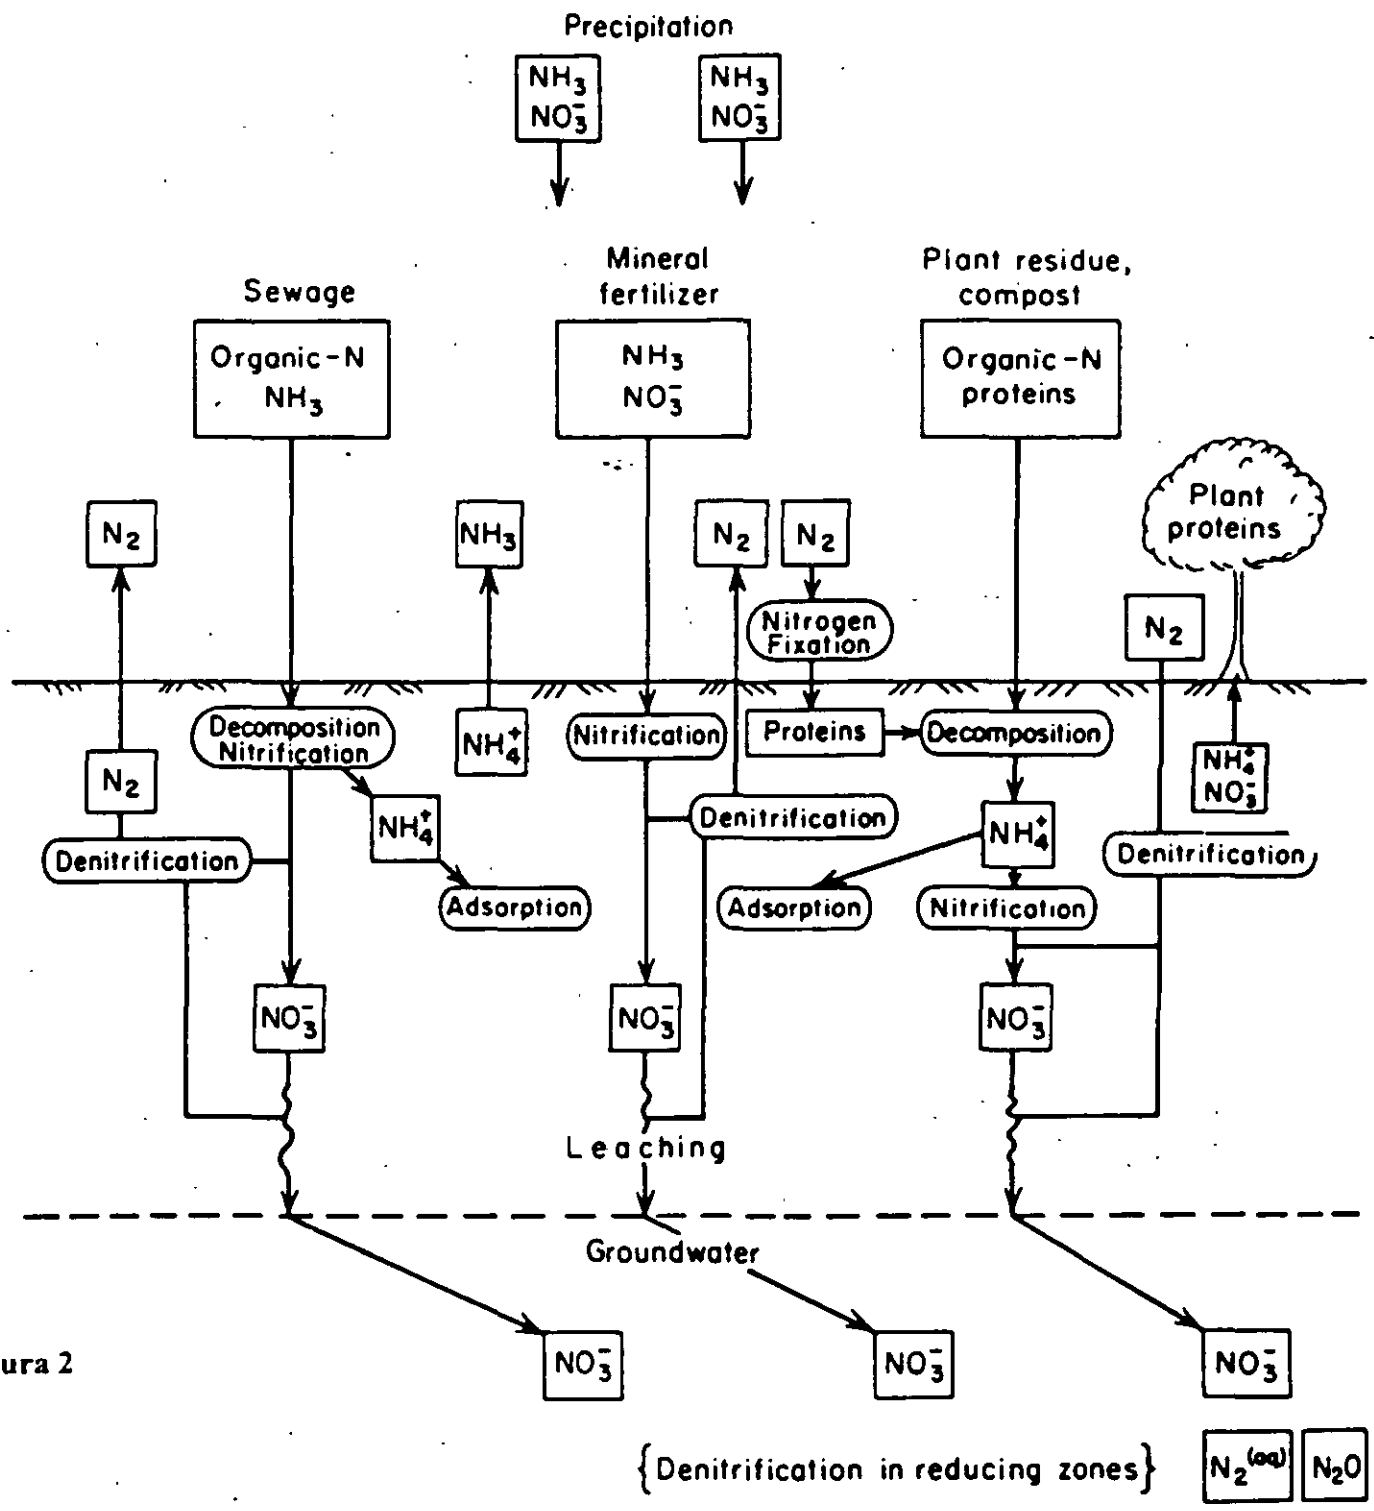 Precipitation
NH₃
NO₃⁻
NH₃
NO₃⁻
Sewage
Organic-N
NH₃
Mineral
fertilizer
NH₃
NO₃⁻
Plant residue,
compost
Organic-N
proteins
Plant
proteins
N₂
NH₃
N₂
N₂
Nitrogen
Fixation
N₂
Decomposition
Nitrification
NH₄⁺
Nitrification
Proteins
Decomposition
NH₄⁺
NO₃⁻
N₂
NH₄⁺
Denitrification
NH₄⁺
Denitrification
Denitrification
Adsorption
Adsorption
Nitrification
NO₃⁻
NO₃⁻
NO₃⁻
Leaching
Groundwater
NO₃⁻
NO₃⁻
NO₃⁻
ura 2
{Denitrification in reducing zones}
N₂(aq)
N₂O